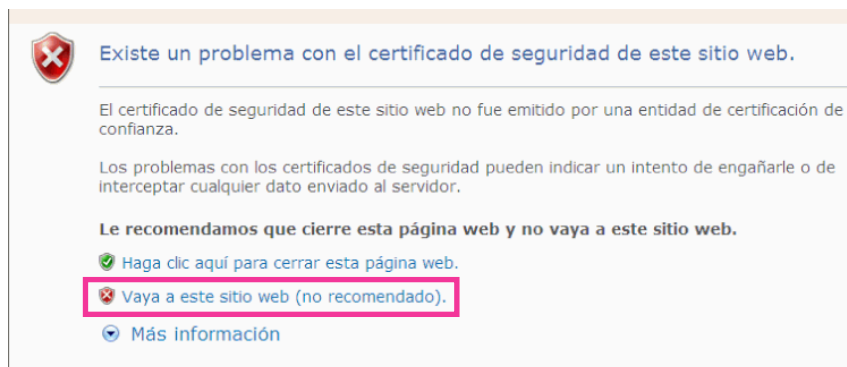 Existe un problema con el certificado de seguridad de este sitio web.
El certificado de seguridad de este sitio web no fue emitido por una entidad de certificación de
confianza.
Los problemas con los certificados de seguridad pueden indicar un intento de engañarle o de
interceptar cualquier dato enviado al servidor.
Le recomendamos que cierre esta página web y no vaya a este sitio web.
Haga clic aquí para cerrar esta página web.
Vaya a este sitio web (no recomendado).
Más información